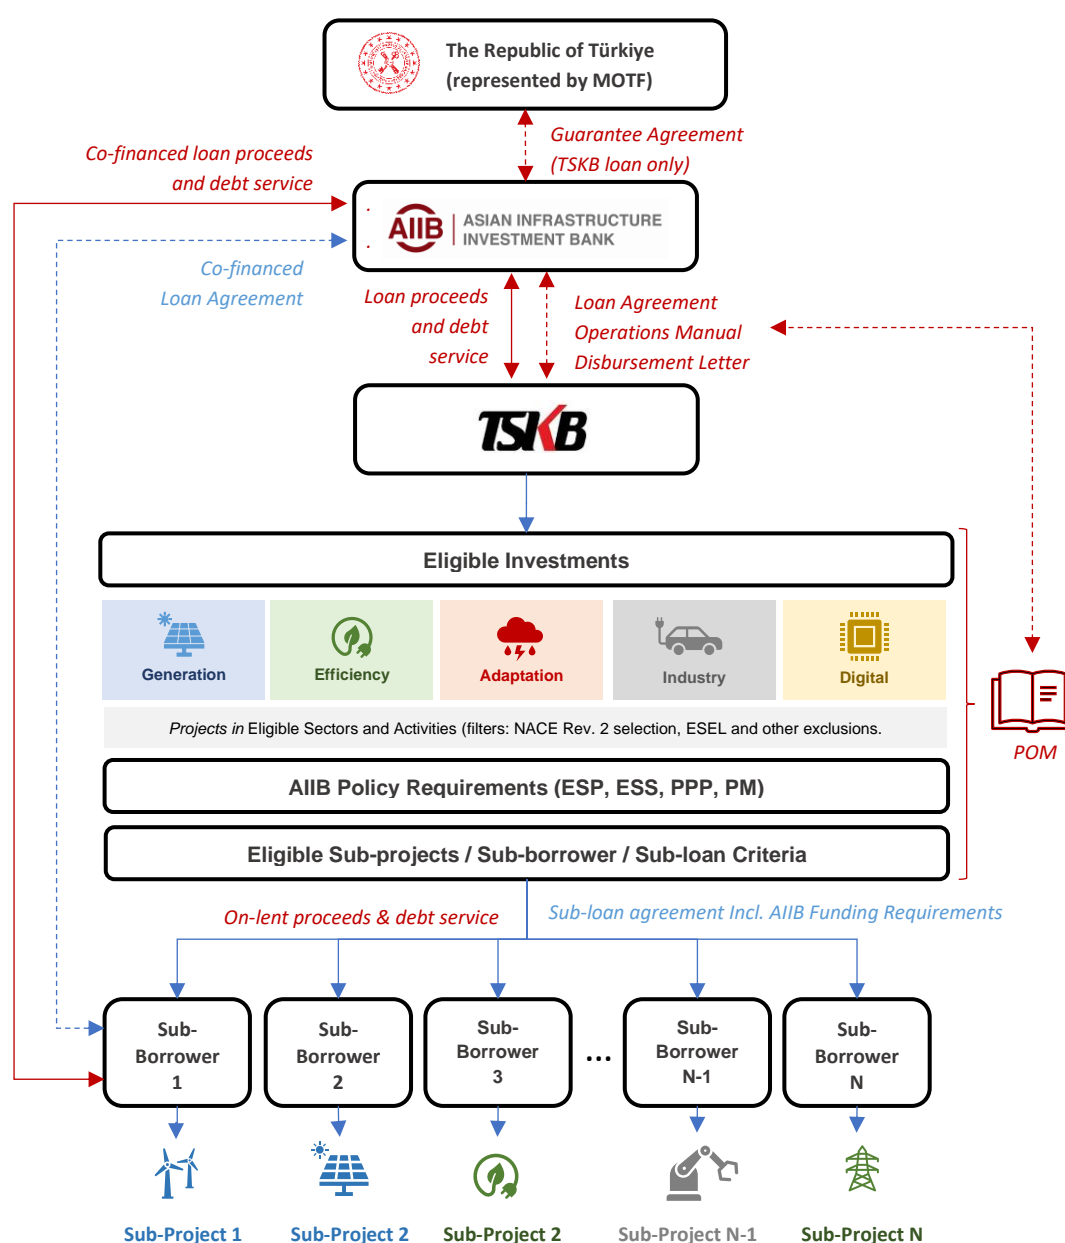 The Republic of Türkiye
(represented by MOTF)
Guarantee Agreement
(TSKB loan only)
Co-financed loan proceeds
and debt service
AIIB
ASIAN INFRASTRUCTURE
INVESTMENT BANK
Co-financed
Loan Agreement
Loan proceeds
and debt
service
Loan Agreement
Operations Manual
Disbursement Letter
TSKB
Eligible Investments
Generation
Efficiency
Adaptation
Industry
Digital
Projects in Eligible Sectors and Activities (filters: NACE Rev. 2 selection, ESEL and other exclusions.
POM
AIIB Policy Requirements (ESP, ESS, PPP, PM)
Eligible Sub-projects / Sub-borrower / Sub-loan Criteria
On-lent proceeds & debt service
Sub-loan agreement Incl. AIIB Funding Requirements
Sub-
Borrower
1
Sub-
Borrower
2
Sub-
Borrower
3
...
Sub-
Borrower
N-1
Sub-
Borrower
N
Sub-Project 1
Sub-Project 2
Sub-Project 2
Sub-Project N-1
Sub-Project N